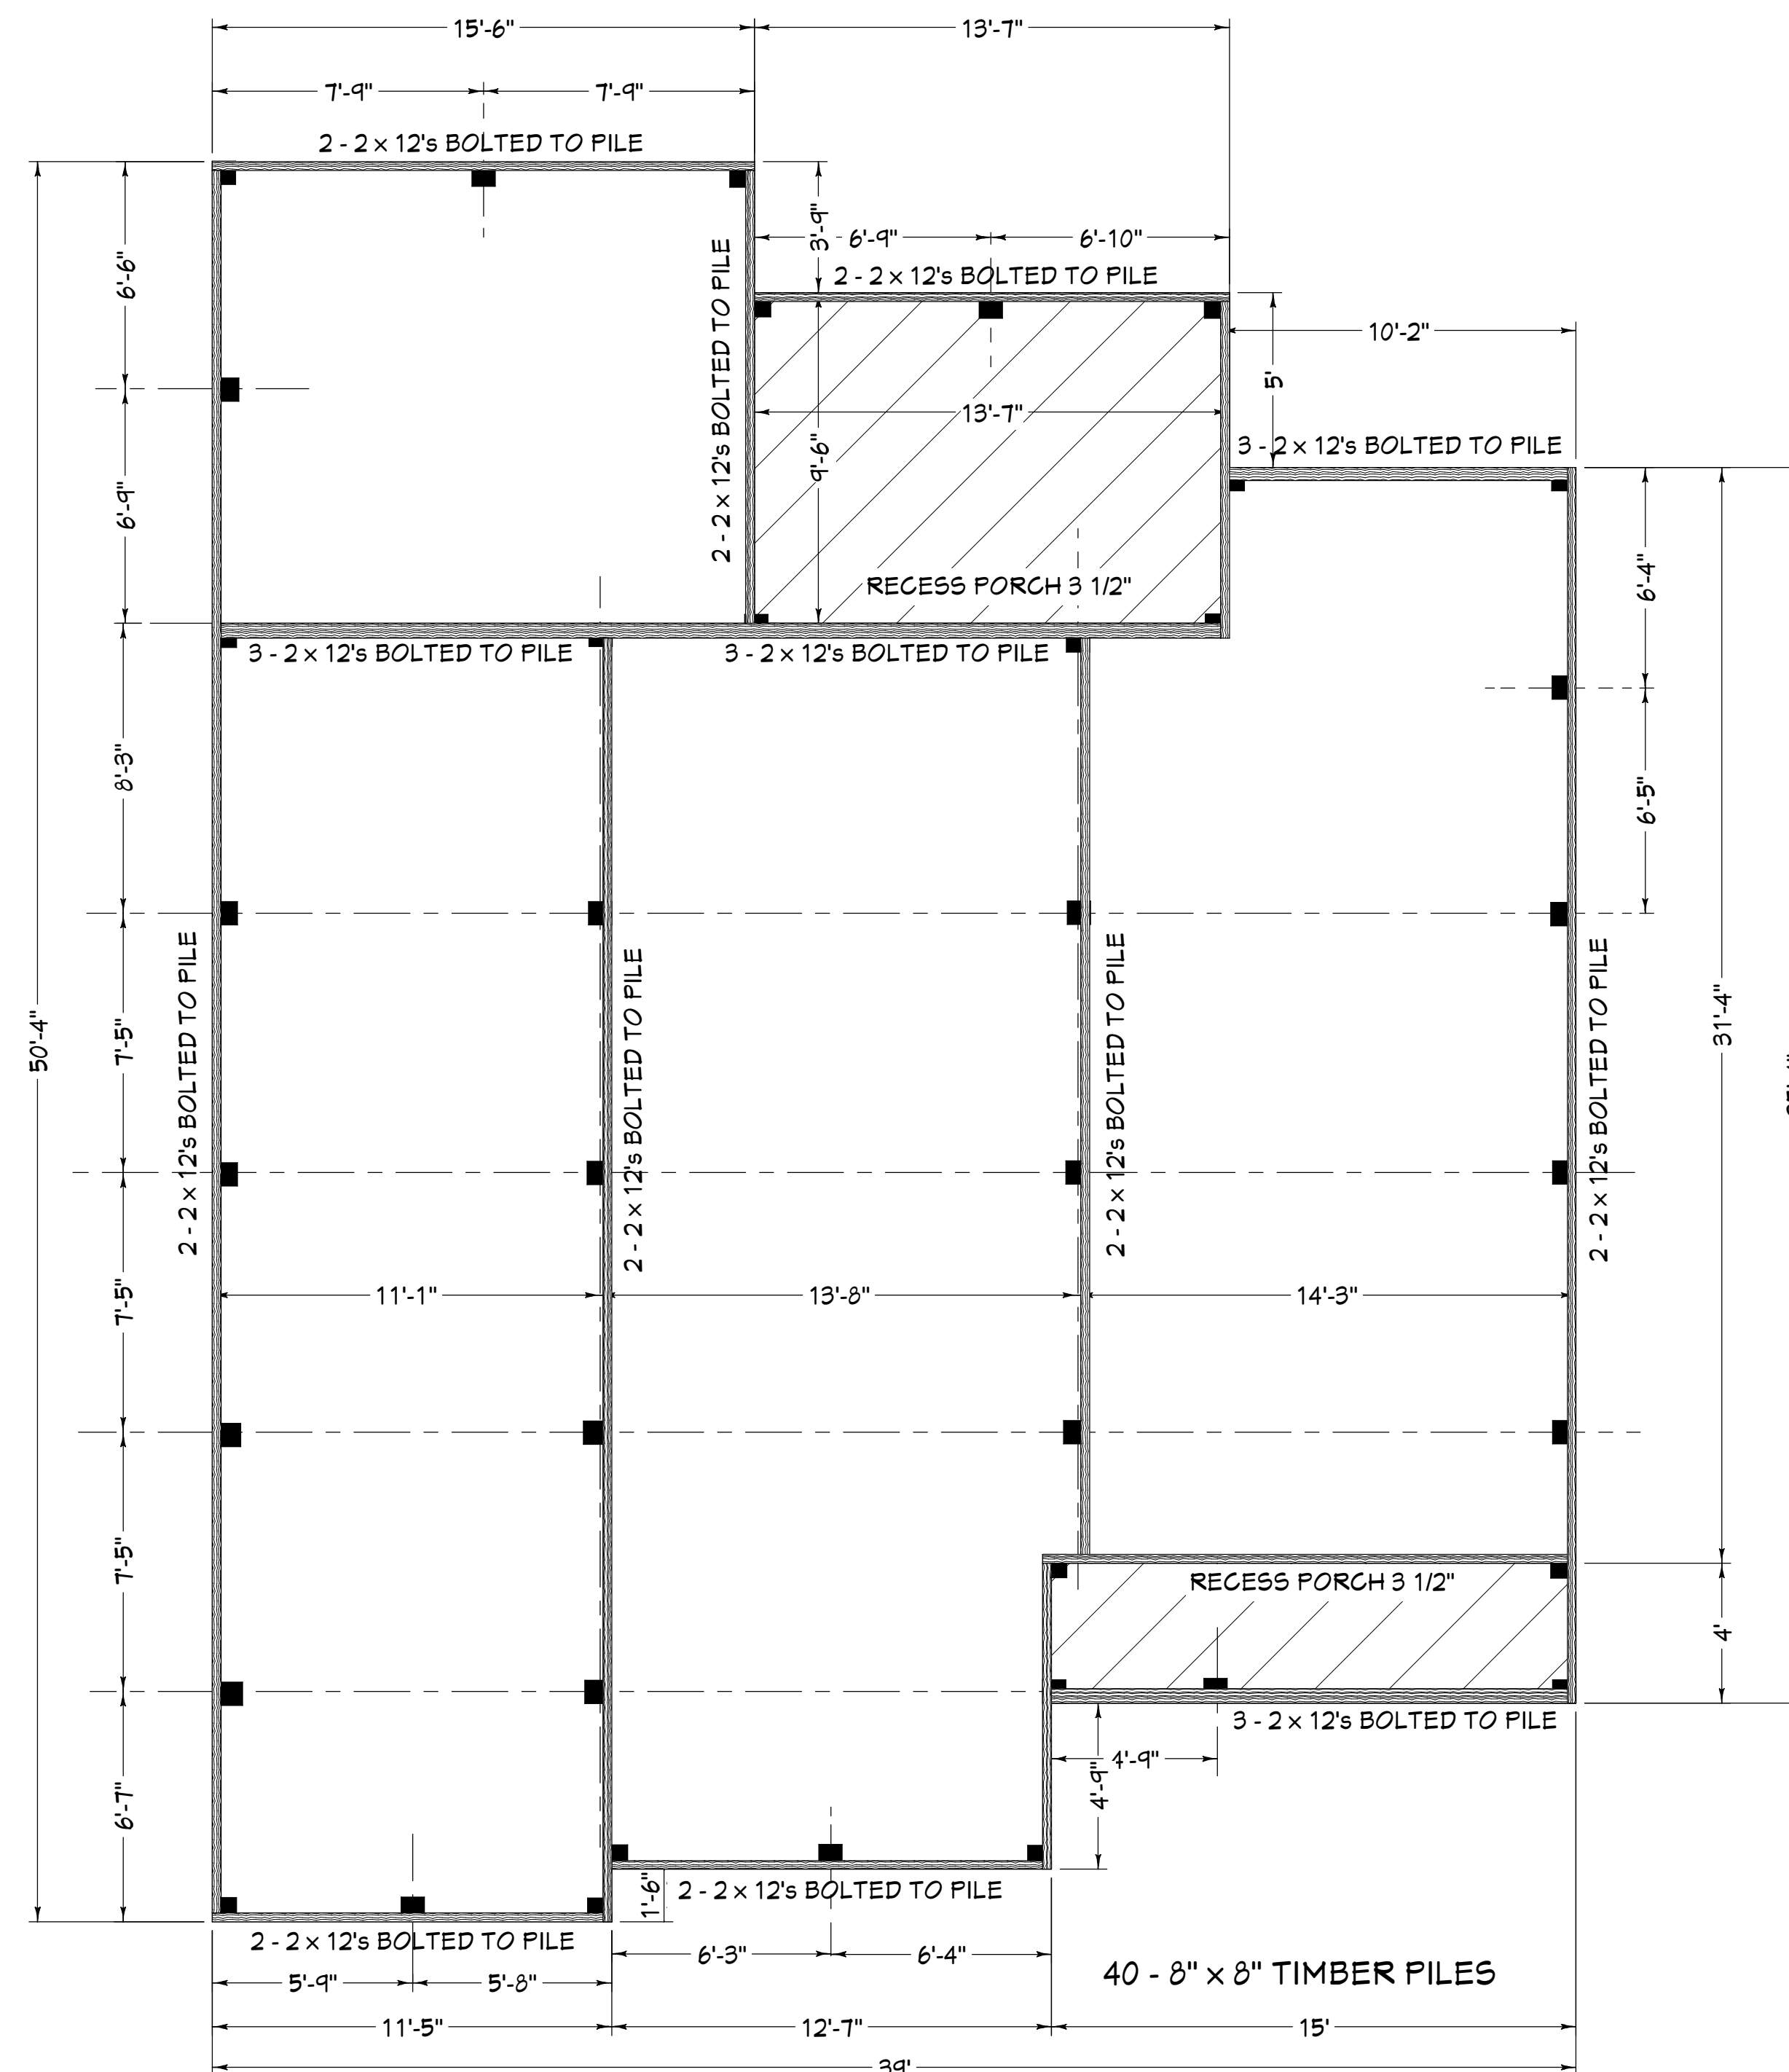 15'-6"
13'-7"
7'-9"
7'-9"
2 - 2 x 12's BOLTED TO PILE
3'-9"
6'-9"
6'-10"
2 - 2 x 12's BOLTED TO PILE
6'-6"
2 - 2 x 12's BOLTED TO PILE
10'-2"
5'
13'-7"
3 - 2 x 12's BOLTED TO PILE
9'-6"
6'-9"
RECESS PORCH 3 1/2"
6'-4"
3 - 2 x 12's BOLTED TO PILE
3 - 2 x 12's BOLTED TO PILE
8'-3"
6'-5"
50'-4"
7'-5"
2 - 2 x 12's BOLTED TO PILE
2 - 2 x 12's BOLTED TO PILE
2 - 2 x 12's BOLTED TO PILE
2 - 2 x 12's BOLTED TO PILE
31'-4"
7'-5"
11'-1"
13'-8"
14'-3"
7'-5"
RECESS PORCH 3 1/2"
4'
3 - 2 x 12's BOLTED TO PILE
4'-9"
4'-9"
6'-7"
1'-6"
2 - 2 x 12's BOLTED TO PILE
2 - 2 x 12's BOLTED TO PILE
6'-3"
6'-4"
40 - 8" x 8" TIMBER PILES
5'-9"
5'-8"
11'-5"
12'-7"
15'
39'